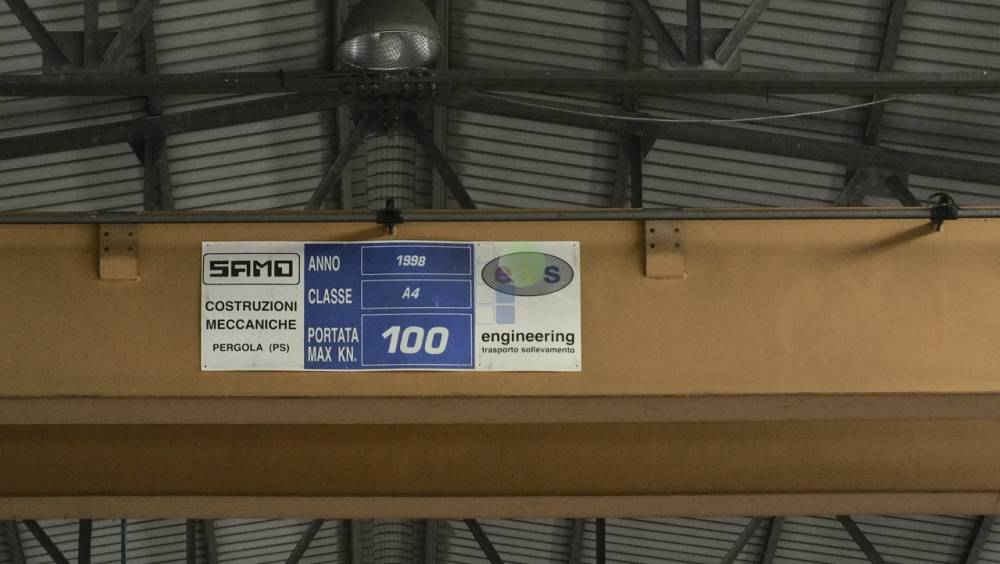 SAMO
COSTRUZIONI
MECCANICHE
PERGOLA (PS)
ANNO 1998
CLASSE A4
PORTATA
MAX KN. 100
engineering
trasporto sollevamento